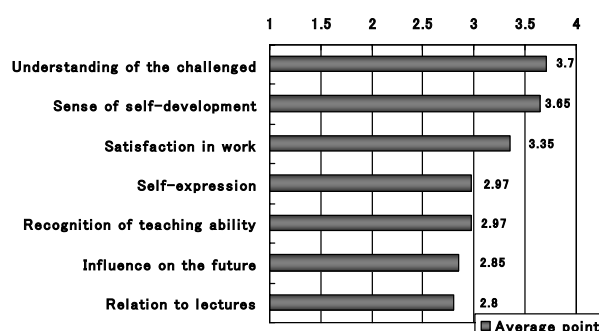 1 1.5 2 2.5 3 3.5 4
Understanding of the challenged 3.7
Sense of self-development 3.65
Satisfaction in work 3.35
Self-expression 2.97
Recognition of teaching ability 2.97
Influence on the future 2.85
Relation to lectures 2.8
Average point